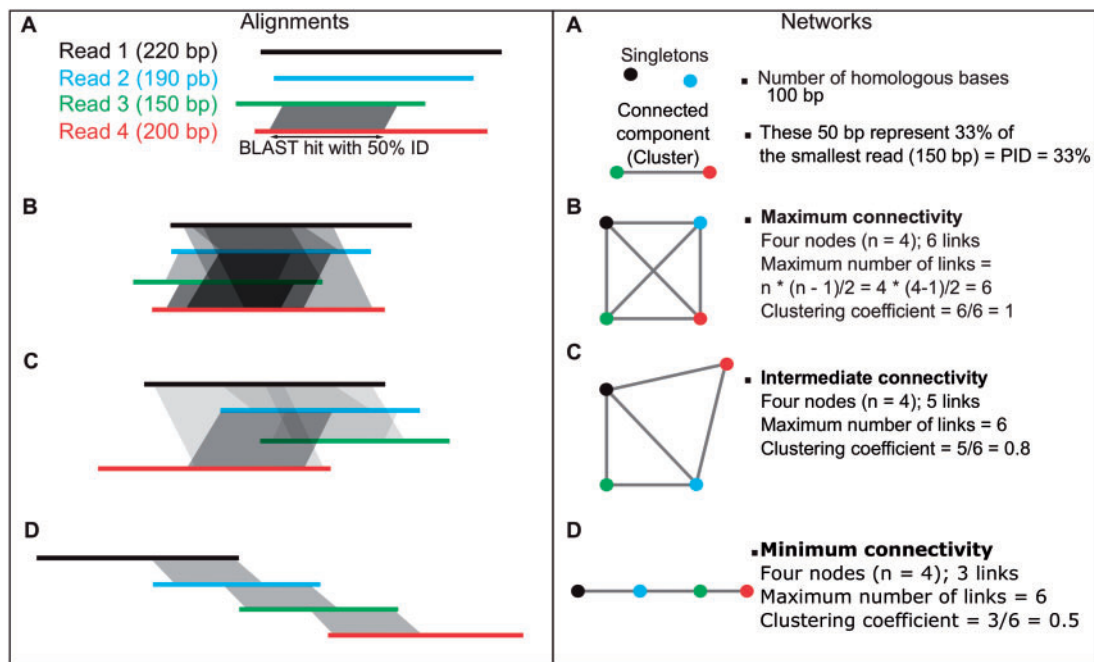 Alignments
A
Read 1 (220 bp)
Read 2 (190 pb)
Read 3 (150 bp)
Read 4 (200 bp)
BLAST hit with 50% ID
B
C
D
Networks
A
Singletons
Connected
component
(Cluster)
▪ Number of homologous bases
100 bp
▪ These 50 bp represent 33% of
the smallest read (150 bp) = PID = 33%
B
▪ Maximum connectivity
Four nodes (n = 4); 6 links
Maximum number of links =
n * (n - 1)/2 = 4 * (4-1)/2 = 6
Clustering coefficient = 6/6 = 1
C
▪ Intermediate connectivity
Four nodes (n = 4); 5 links
Maximum number of links = 6
Clustering coefficient = 5/6 = 0.8
D
▪ Minimum connectivity
Four nodes (n = 4); 3 links
Maximum number of links = 6
Clustering coefficient = 3/6 = 0.5